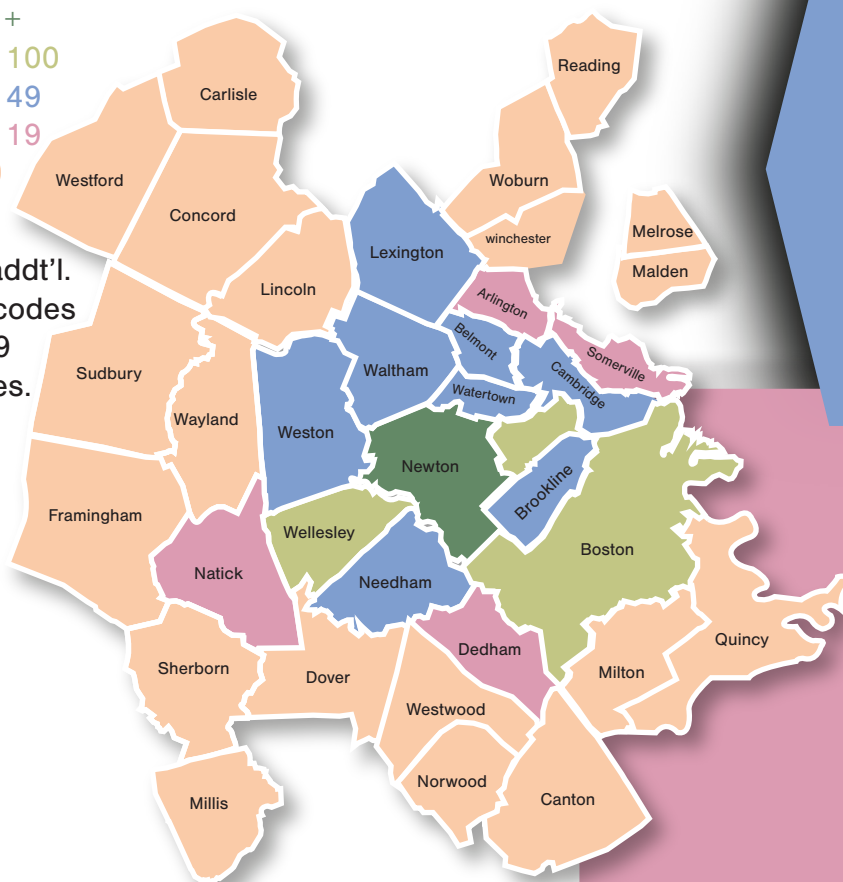 +
100
49
19
addt'l.
codes
9
es.
Carlisle
Reading
Westford
Woburn
Concord
Melrose
winchester
Lexington
Malden
Lincoln
Arlington
Belmont
Somerville
Sudbury
Waltham
Cambridge
Watertown
Wayland
Weston
Newton
Brookline
Framingham
Wellesley
Boston
Natick
Needham
Quincy
Dedham
Sherborn
Milton
Dover
Westwood
Norwood
Canton
Millis